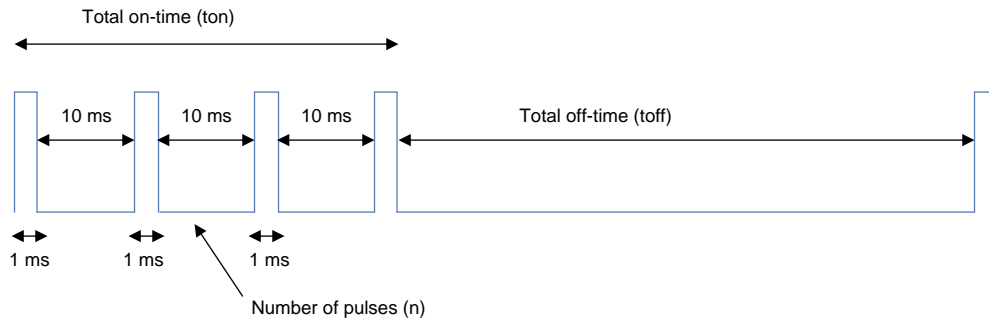 Total on-time (ton)
10 ms
10 ms
10 ms
Total off-time (toff)
1 ms
1 ms
1 ms
Number of pulses (n)